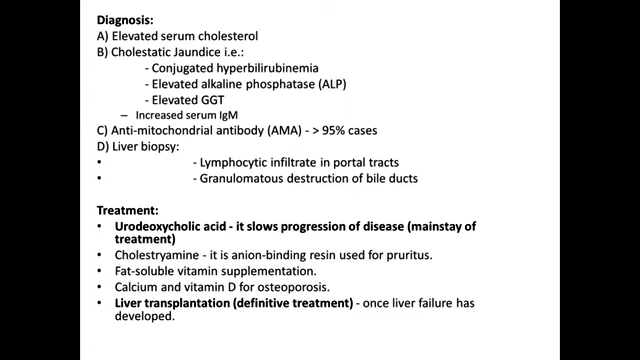 Diagnosis:
A) Elevated serum cholesterol
B) Cholestatic Jaundice i.e.:
- Conjugated hyperbilirubinemia
- Elevated alkaline phosphatase (ALP)
- Elevated GGT
– Increased serum IgM
C) Anti-mitochondrial antibody (AMA) - > 95% cases
D) Liver biopsy:
• - Lymphocytic infiltrate in portal tracts
• - Granulomatous destruction of bile ducts
Treatment:
• Urodeoxycholic acid - it slows progression of disease (mainstay of
treatment)
• Cholestryamine - it is anion-binding resin used for pruritus.
• Fat-soluble vitamin supplementation.
• Calcium and vitamin D for osteoporosis.
• Liver transplantation (definitive treatment) - once liver failure has
developed.